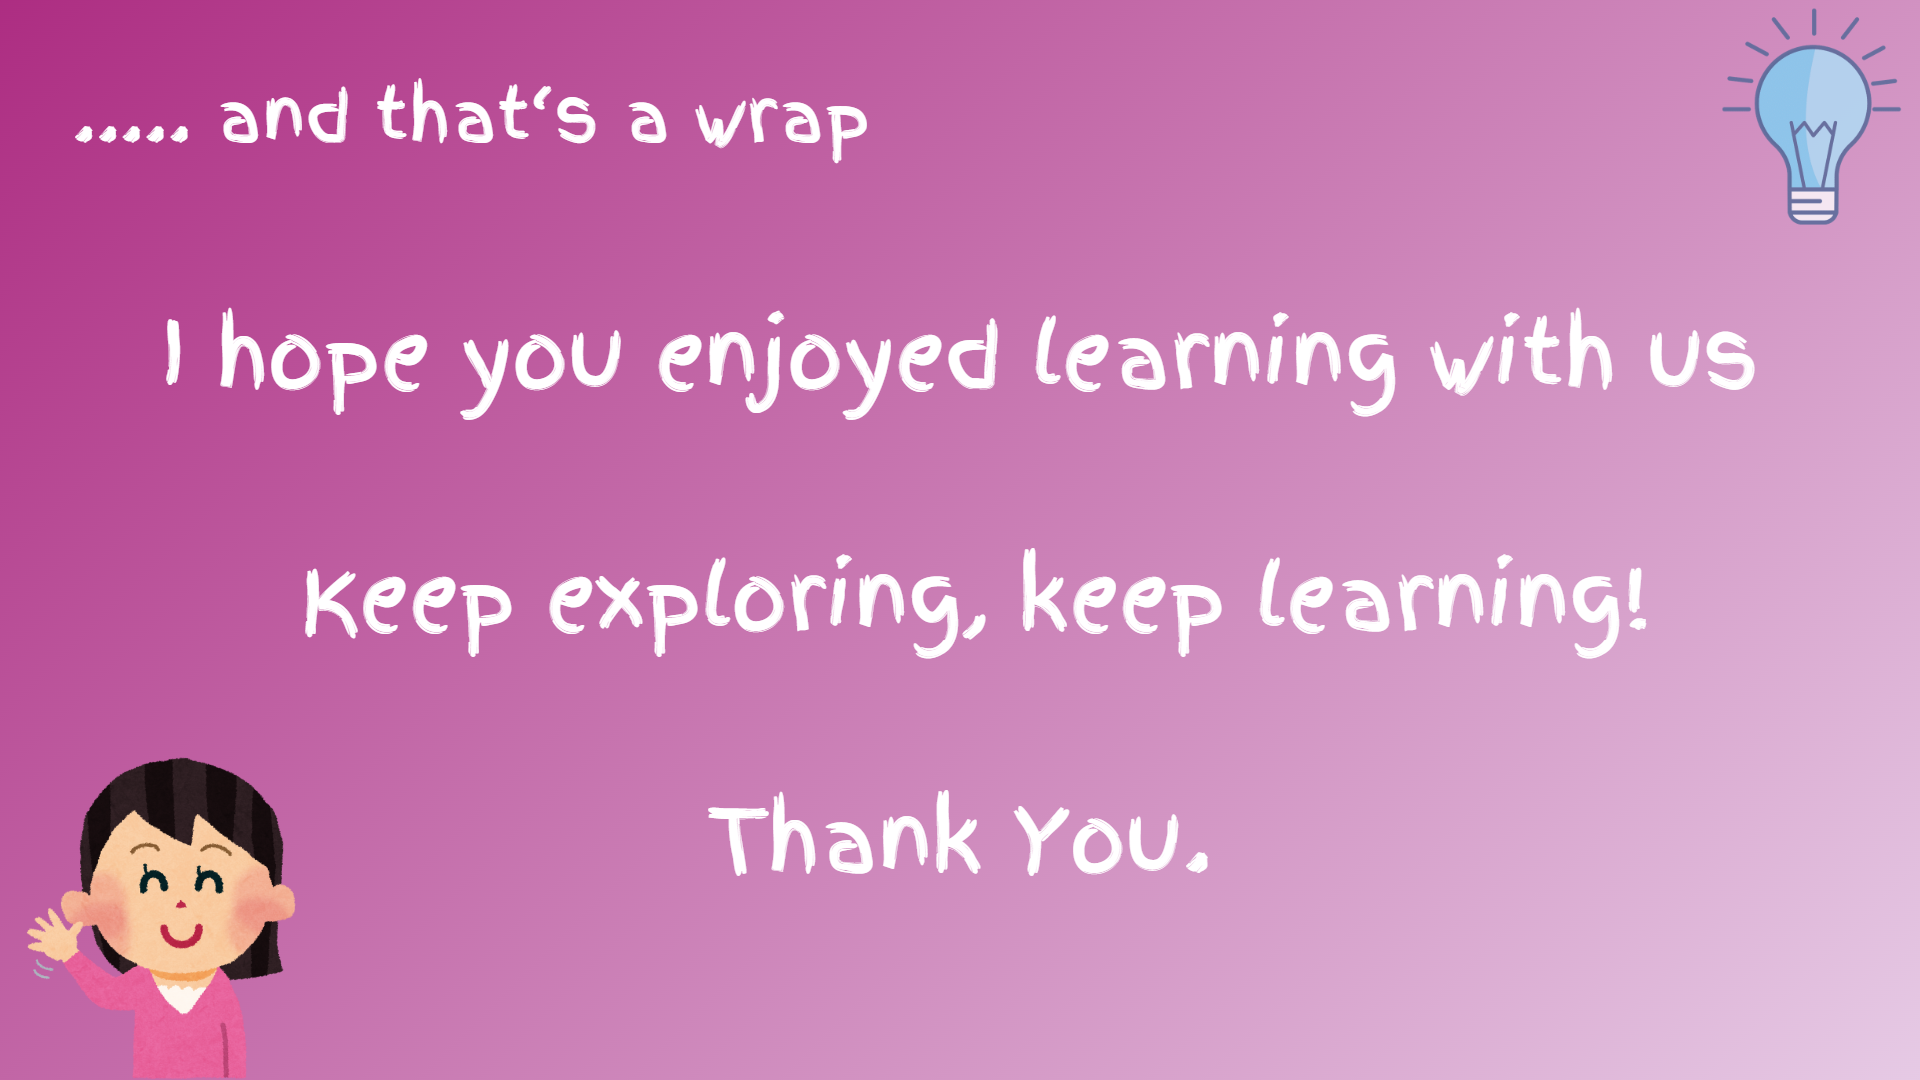 ..... and that‘s a wrap
I hope you enjoyed learning with us
Keep exploring, keep learning!
Thank You.